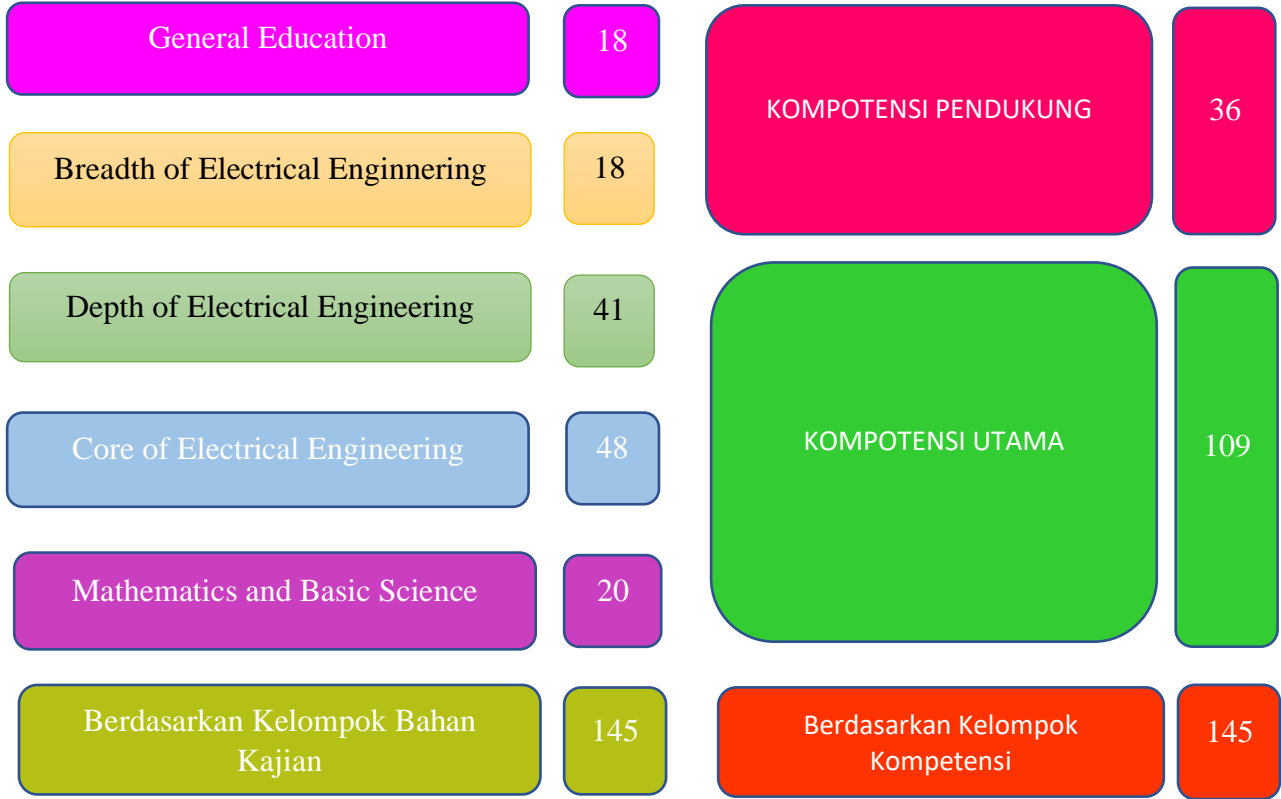 General Education
18
Breadth of Electrical Enginnering
18
Depth of Electrical Engineering
41
Core of Electrical Engineering
48
Mathematics and Basic Science
20
Berdasarkan Kelompok Bahan
Kajian
145
KOMPOTENSI PENDUKUNG
36
KOMPOTENSI UTAMA
109
Berdasarkan Kelompok
Kompetensi
145